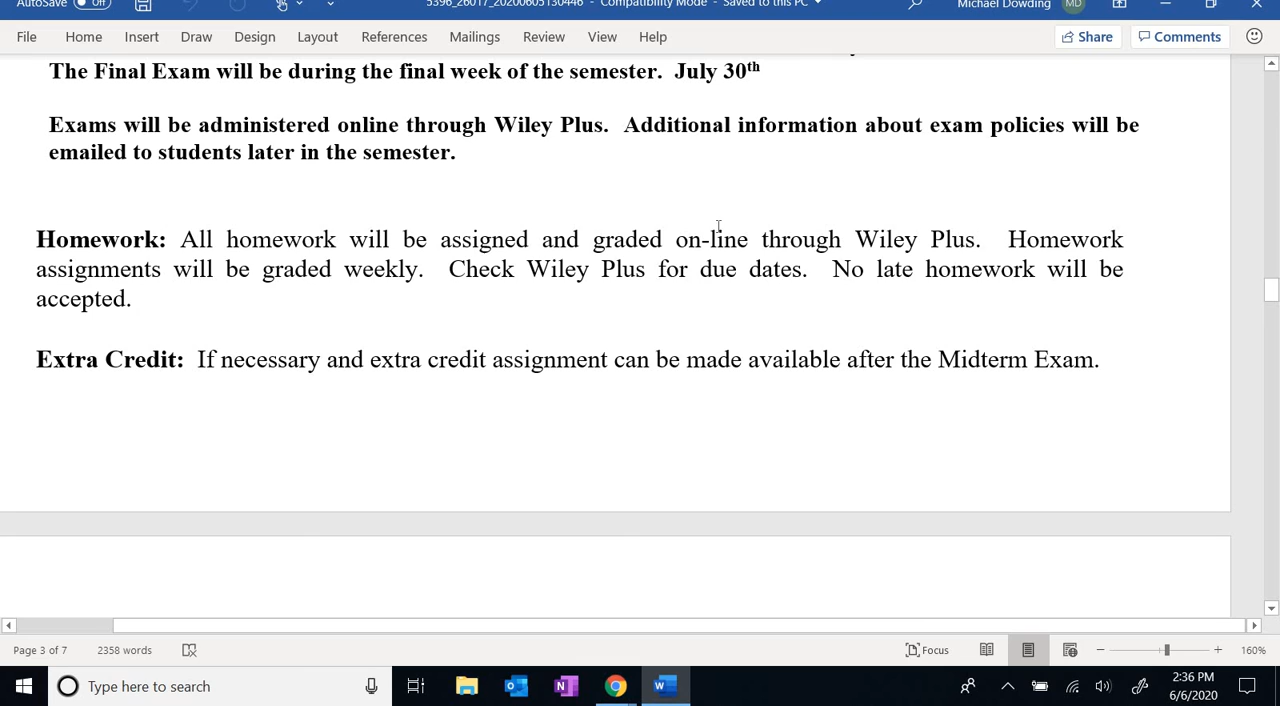 AutoSave Off 5396_26017_20200605130446 - Compatibility Mode - Saved to this PC Michael Dowding MD
File Home Insert Draw Design Layout References Mailings Review View Help Share Comments
The Final Exam will be during the final week of the semester. July 30th
Exams will be administered online through Wiley Plus. Additional information about exam policies will be
emailed to students later in the semester.
Homework: All homework will be assigned and graded on-line through Wiley Plus. Homework
assignments will be graded weekly. Check Wiley Plus for due dates. No late homework will be
accepted.
Extra Credit: If necessary and extra credit assignment can be made available after the Midterm Exam.
Page 3 of 7 2358 words Focus 160%
Type here to search 2:36 PM
6/6/2020